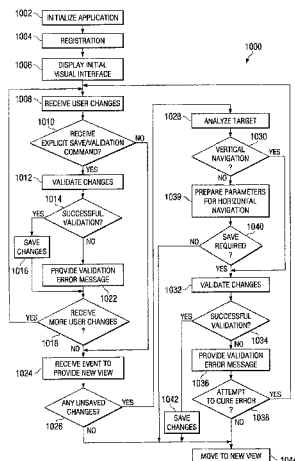 1002
INITIALIZE APPLICATION
1004
REGISTRATION
1006
DISPLAY INITIAL
VISUAL INTERFACE
1000
1008
RECEIVE USER CHANGES
1010
RECEIVE
EXPLICIT SAVE/VALIDATION
COMMAND?
NO
YES
1012
VALIDATE CHANGES
1014
SUCCESSFUL
VALIDATION?
YES
NO
SAVE
CHANGES
1016
PROVIDE VALIDATION
ERROR MESSAGE
1022
RECEIVE
MORE USER CHANGES
?
YES
1018
NO
1024
RECEIVE EVENT TO
PROVIDE NEW VIEW
ANY UNSAVED
CHANGES?
YES
1026
NO
1028
ANALYZE TARGET
1030
VERTICAL
NAVIGATION
?
YES
NO
1039
PREPARE PARAMETERS
FOR HORIZONTAL
NAVIGATION
1040
SAVE
REQUIRED
?
NO
YES
1032
VALIDATE CHANGES
YES
SUCCESSFUL
VALIDATION?
1034
NO
PROVIDE VALIDATION
ERROR MESSAGE
1036
ATTEMPT
TO CURE ERROR
?
YES
1038
NO
1042
SAVE
CHANGES
MOVE TO NEW VIEW